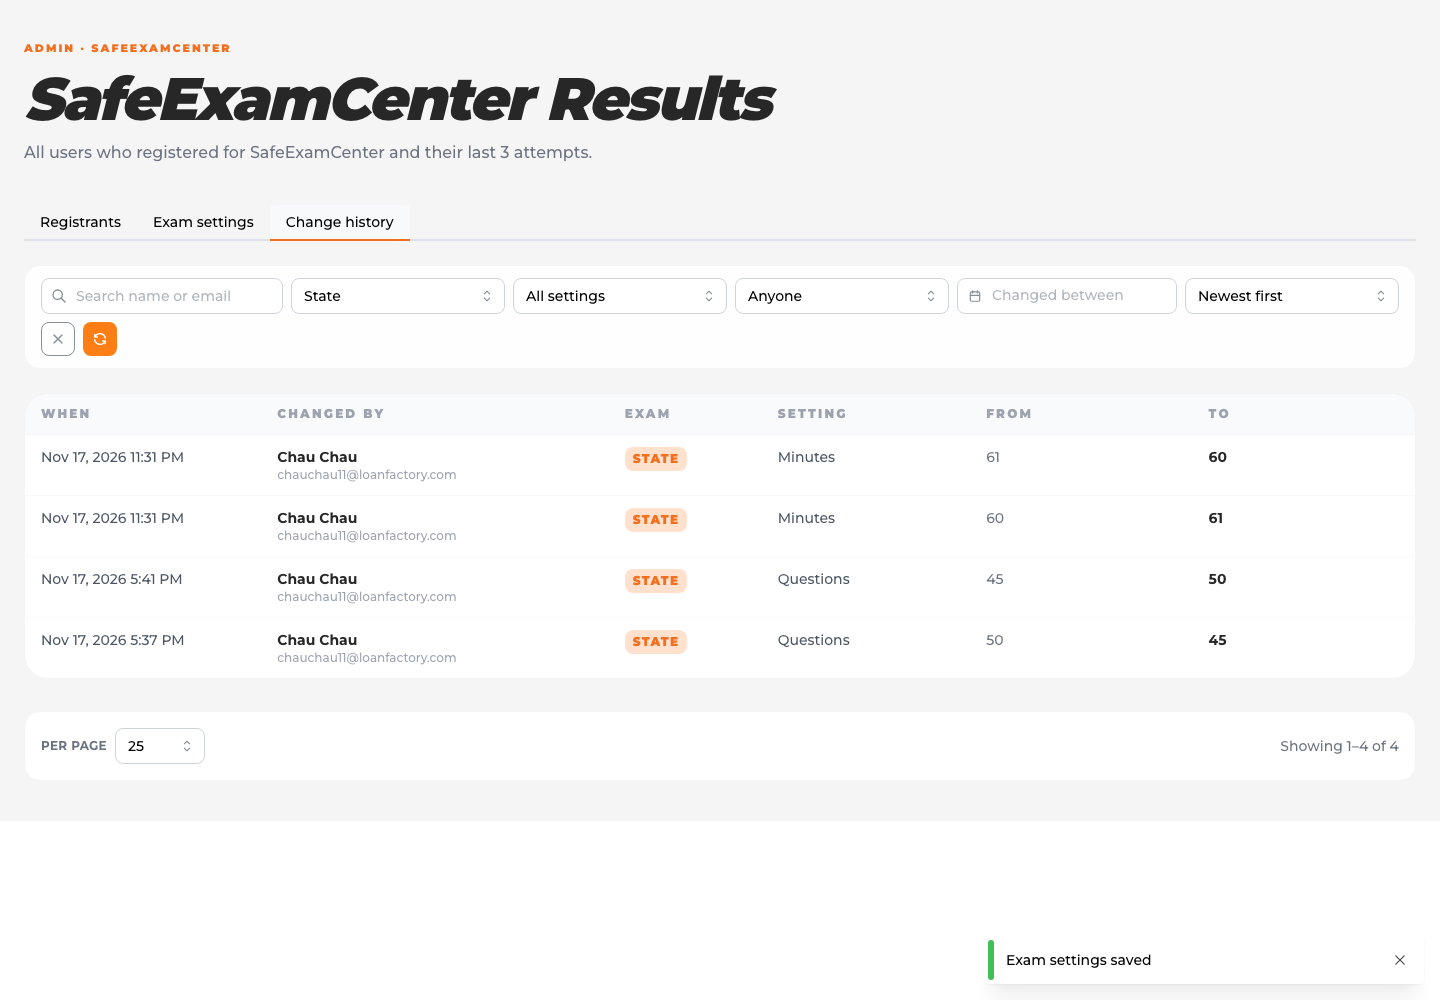 ADMIN · SAFEEXAMCENTER
SafeExamCenter Results
All users who registered for SafeExamCenter and their last 3 attempts.
Registrants Exam settings Change history
Search name or email State All settings Anyone Changed between Newest first
WHEN CHANGED BY EXAM SETTING FROM TO
Nov 17, 2026 11:31 PM Chau Chau STATE Minutes 61 60
chauchau11@loanfactory.com
Nov 17, 2026 11:31 PM Chau Chau STATE Minutes 60 61
chauchau11@loanfactory.com
Nov 17, 2026 5:41 PM Chau Chau STATE Questions 45 50
chauchau11@loanfactory.com
Nov 17, 2026 5:37 PM Chau Chau STATE Questions 50 45
chauchau11@loanfactory.com
PER PAGE 25 Showing 1–4 of 4
Exam settings saved